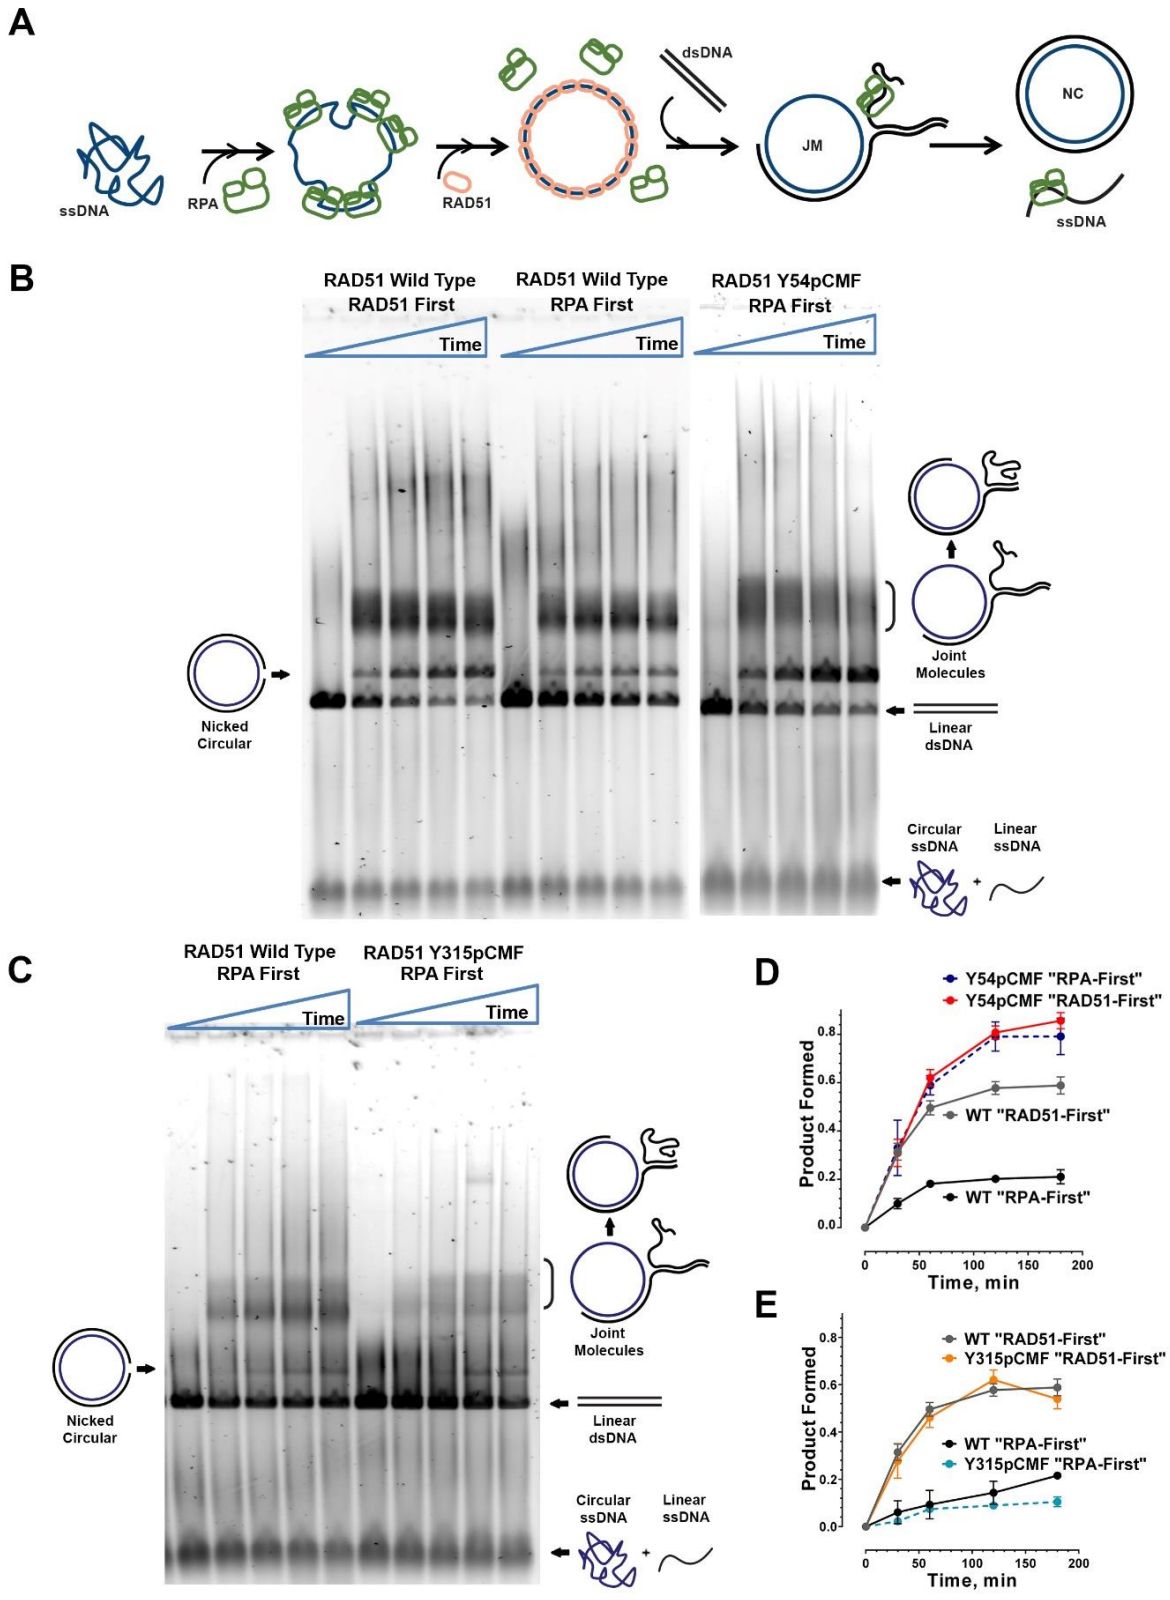 A
ssDNA
RPA
RAD51
dsDNA
JM
NC
ssDNA
B
RAD51 Wild Type
RAD51 First
RAD51 Wild Type
RPA First
RAD51 Y54pCMF
RPA First
Time
Time
Time
Nicked
Circular
Joint
Molecules
Linear
dsDNA
Circular
ssDNA
+
Linear
ssDNA
C
RAD51 Wild Type
RPA First
RAD51 Y315pCMF
RPA First
Time
Time
Nicked
Circular
Joint
Molecules
Linear
dsDNA
Circular
ssDNA
+
Linear
ssDNA
D
Y54pCMF "RPA-First"
Y54pCMF "RAD51-First"
WT "RAD51-First"
WT "RPA-First"
Product Formed
0.8
0.6
0.4
0.2
0.0
0 50 100 150 200
Time, min
E
WT "RAD51-First"
Y315pCMF "RAD51-First"
WT "RPA-First"
Y315pCMF "RPA-First"
Product Formed
0.8
0.6
0.4
0.2
0.0
0 50 100 150 200
Time, min